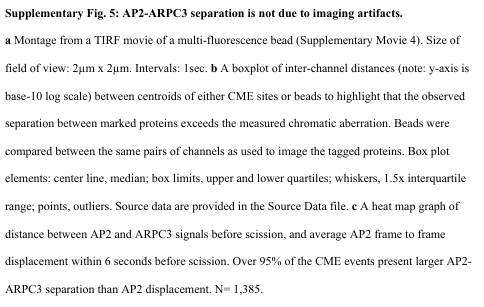 Supplementary Fig. 5: AP2-ARPC3 separation is not due to imaging artifacts.
a Montage from a TIRF movie of a multi-fluorescence bead (Supplementary Movie 4). Size of
field of view: 2μm x 2μm. Intervals: 1sec. b A boxplot of inter-channel distances (note: y-axis is
base-10 log scale) between centroids of either CME sites or beads to highlight that the observed
separation between marked proteins exceeds the measured chromatic aberration. Beads were
compared between the same pairs of channels as used to image the tagged proteins. Box plot
elements: center line, median; box limits, upper and lower quartiles; whiskers, 1.5x interquartile
range; points, outliers. Source data are provided in the Source Data file. c A heat map graph of
distance between AP2 and ARPC3 signals before scission, and average AP2 frame to frame
displacement within 6 seconds before scission. Over 95% of the CME events present larger AP2-
ARPC3 separation than AP2 displacement. N= 1,385.